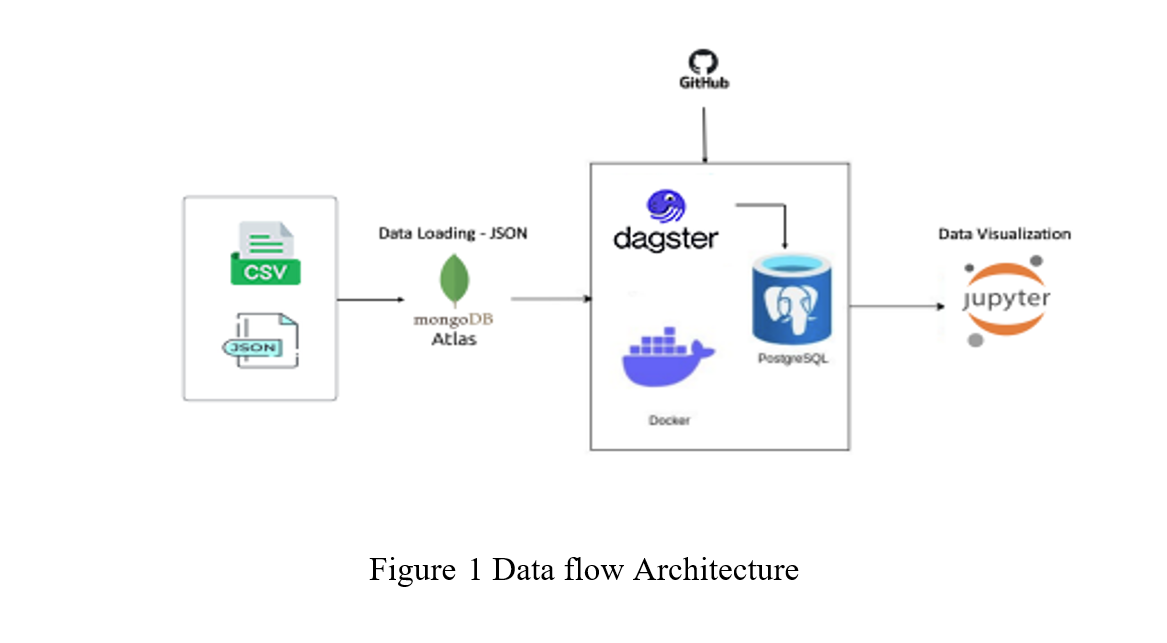 GitHub
CSV
JSON
Data Loading - JSON
mongoDB
Atlas
dagster
PostgreSQL
Docker
Data Visualization
jupyter
Figure 1 Data flow Architecture